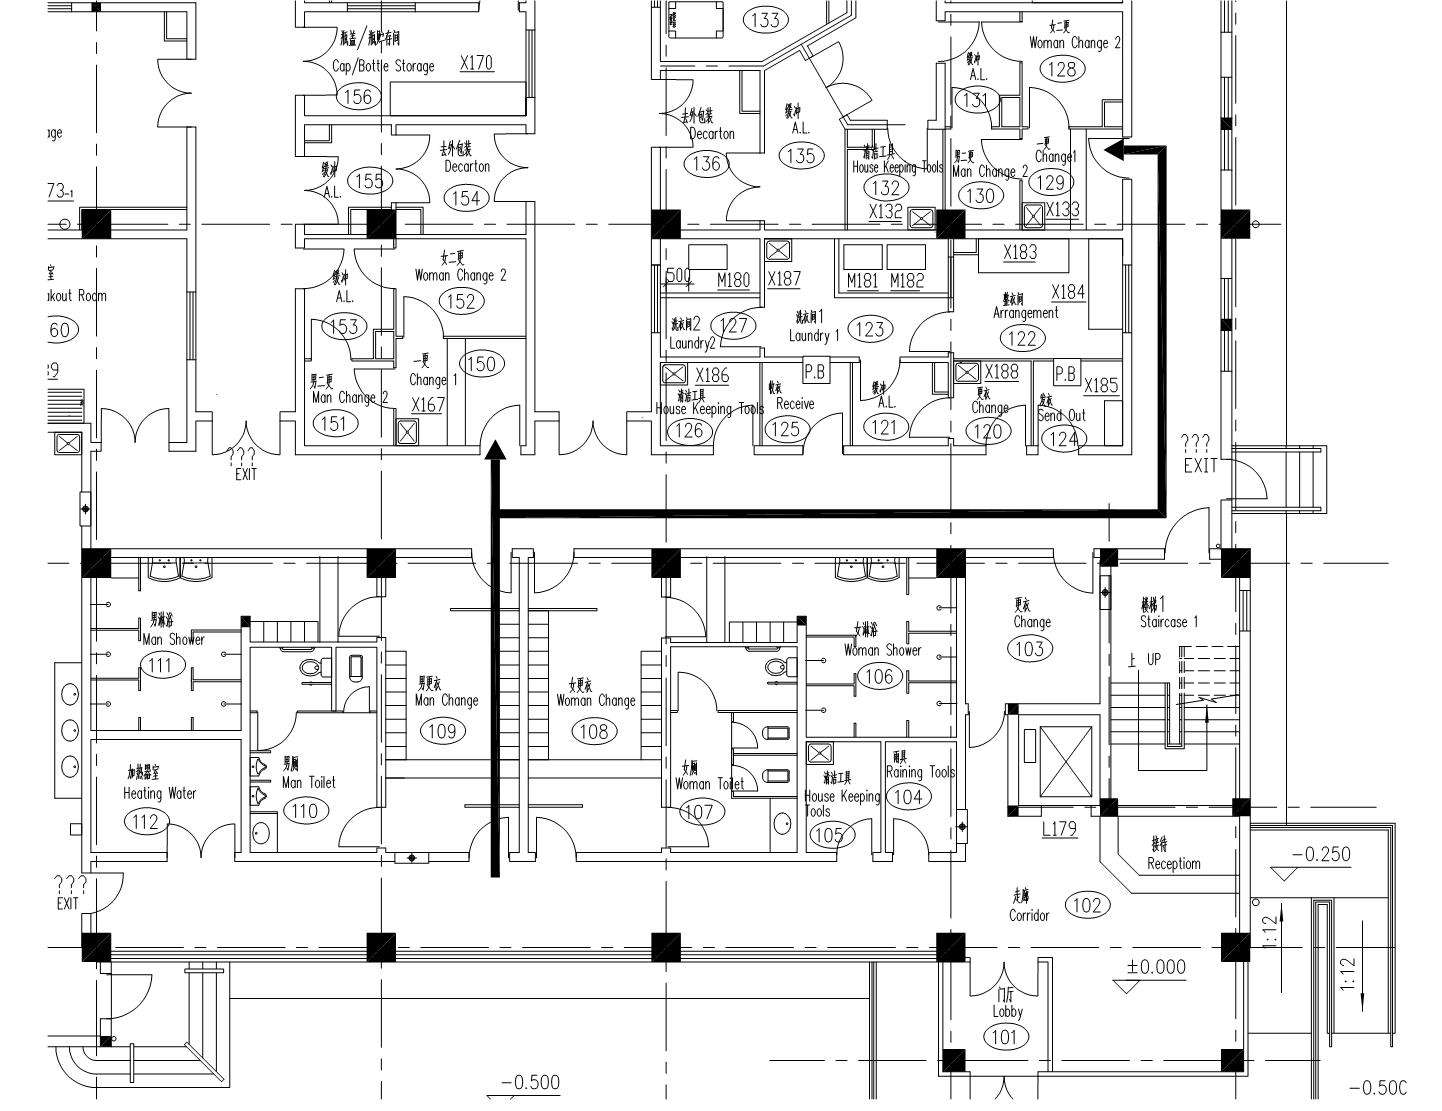 133
瓶盖/瓶贮存间
Cap/Bottle Storage
X170
156
女二更
Woman Change 2
128
缓冲
A.L.
131
age
73-1
缓冲
A.L.
155
去外包装
Decarton
154
去外包装
Decarton
136
缓冲
A.L.
135
清洁工具
House Keeping Tools
132
X132
男二更
Man Change 2
130
一更
Change1
129
X133
室
akout Room
60
39
缓冲
A.L.
153
女二更
Woman Change 2
152
500
M180
X187
M181
M182
X183
X184
整衣间
Arrangement
122
洗衣间2
Laundry2
127
洗衣间1
Laundry 1
123
男二更
Man Change 2
151
一更
Change 1
X167
150
X186
清洁工具
House Keeping Tools
126
收衣
Receive
125
P.B
缓冲
A.L.
121
X188
更衣
Change
120
P.B
X185
发衣
Send Out
124
???
EXIT
???
EXIT
男淋浴
Man Shower
111
男更衣
Man Change
109
女更衣
Woman Change
108
女淋浴
Woman Shower
106
更衣
Change
103
楼梯1
Staircase 1
上 UP
加热器室
Heating Water
112
男厕
Man Toilet
110
女厕
Woman Toilet
107
清洁工具
House Keeping
Tools
105
雨具
Raining Tools
104
L179
接待
Receptiom
-0.250
???
EXIT
走廊
Corridor
102
1:12
1:12
±0.000
门厅
Lobby
101
-0.500
-0.500